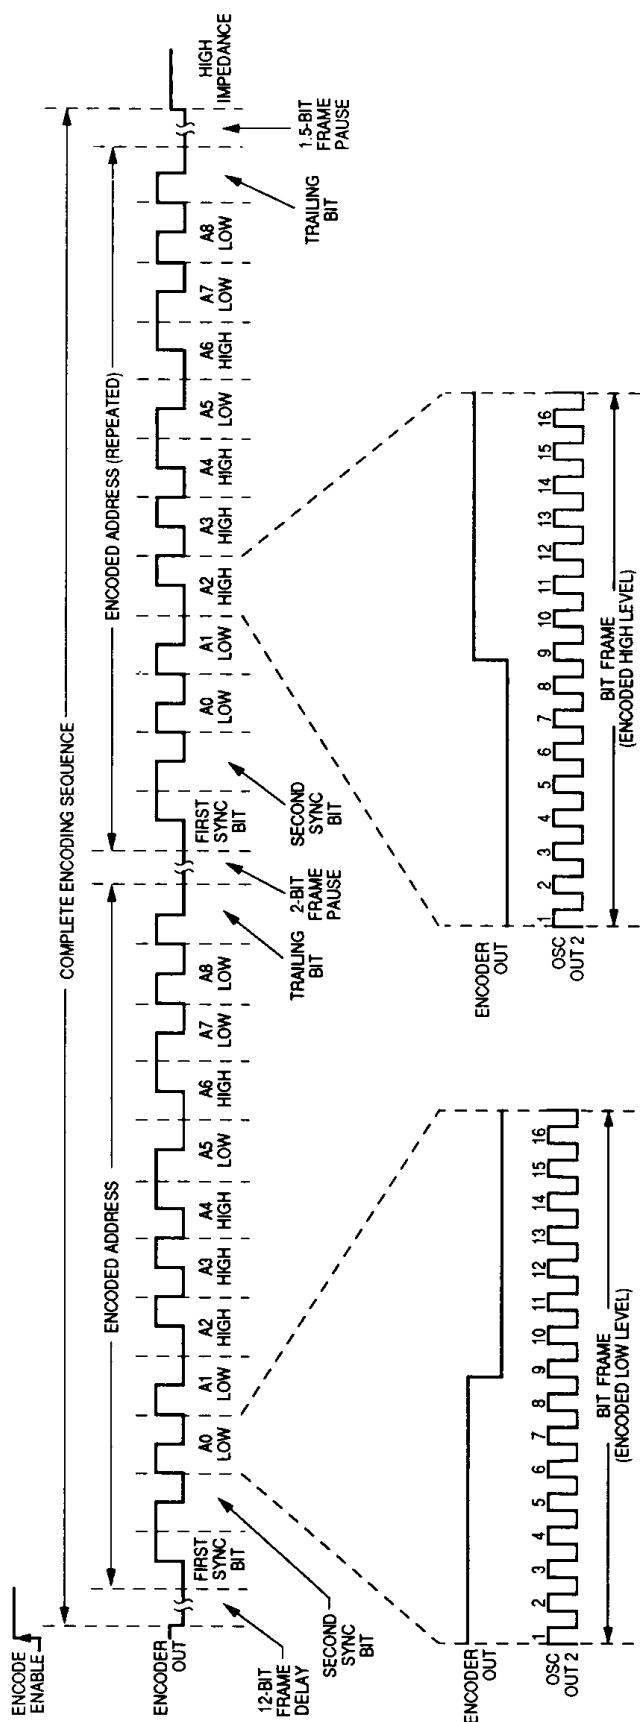 ENCODE
ENABLE
COMPLETE ENCODING SEQUENCE
ENCODED ADDRESS
ENCODED ADDRESS (REPEATED)
ENCODER
OUT
12-BIT
FRAME
DELAY
FIRST
SYNC
BIT
SECOND
SYNC
BIT
A0
LOW
A1
LOW
A2
HIGH
A3
HIGH
A4
HIGH
A5
LOW
A6
HIGH
A7
LOW
A8
LOW
TRAILING
BIT
2-BIT
FRAME
PAUSE
FIRST
SYNC
BIT
SECOND
SYNC
BIT
A0
LOW
A1
LOW
A2
HIGH
A3
HIGH
A4
HIGH
A5
LOW
A6
HIGH
A7
LOW
A8
LOW
TRAILING
BIT
1.5-BIT
FRAME
PAUSE
HIGH
IMPEDANCE
ENCODER
OUT
OSC
OUT 2
1 2 3 4 5 6 7 8 9 10 11 12 13 14 15 16
BIT FRAME
(ENCODED LOW LEVEL)
ENCODER
OUT
OSC
OUT 2
1 2 3 4 5 6 7 8 9 10 11 12 13 14 15 16
BIT FRAME
(ENCODED HIGH LEVEL)